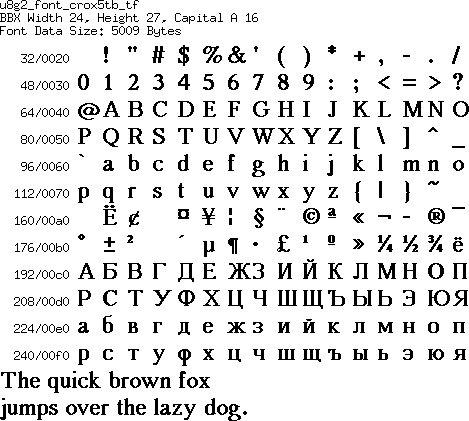 u8g2_font_crox5tb_tf
BBX Width 24, Height 27, Capital A 16
Font Data Size: 5009 Bytes
32/0020 ! " # $ % & ' ( ) * + , - . /
48/0030 0 1 2 3 4 5 6 7 8 9 : ; < = > ?
64/0040 @ A B C D E F G H I J K L M N O
80/0050 P Q R S T U V W X Y Z [ \ ] ^ _
96/0060 ` a b c d e f g h i j k l m n o
112/0070 p q r s t u v w x y z { | } ~
160/00a0 Ё ¢ ¤ ¥ ¦ § ¨ © ª « ¬ - ® ¯
176/00b0 ° ± ² ´ µ ¶ · £ ¹ º » ¼ ½ ¾ ё
192/00c0 А Б В Г Д Е Ж З И Й К Л М Н О П
208/00d0 Р С Т У Ф Х Ц Ч Ш Щ Ъ Ы Ь Э Ю Я
224/00e0 а б в г д е ж з и й к л м н о п
240/00f0 р с т у ф х ц ч ш щ ъ ы ь э ю я
The quick brown fox
jumps over the lazy dog.